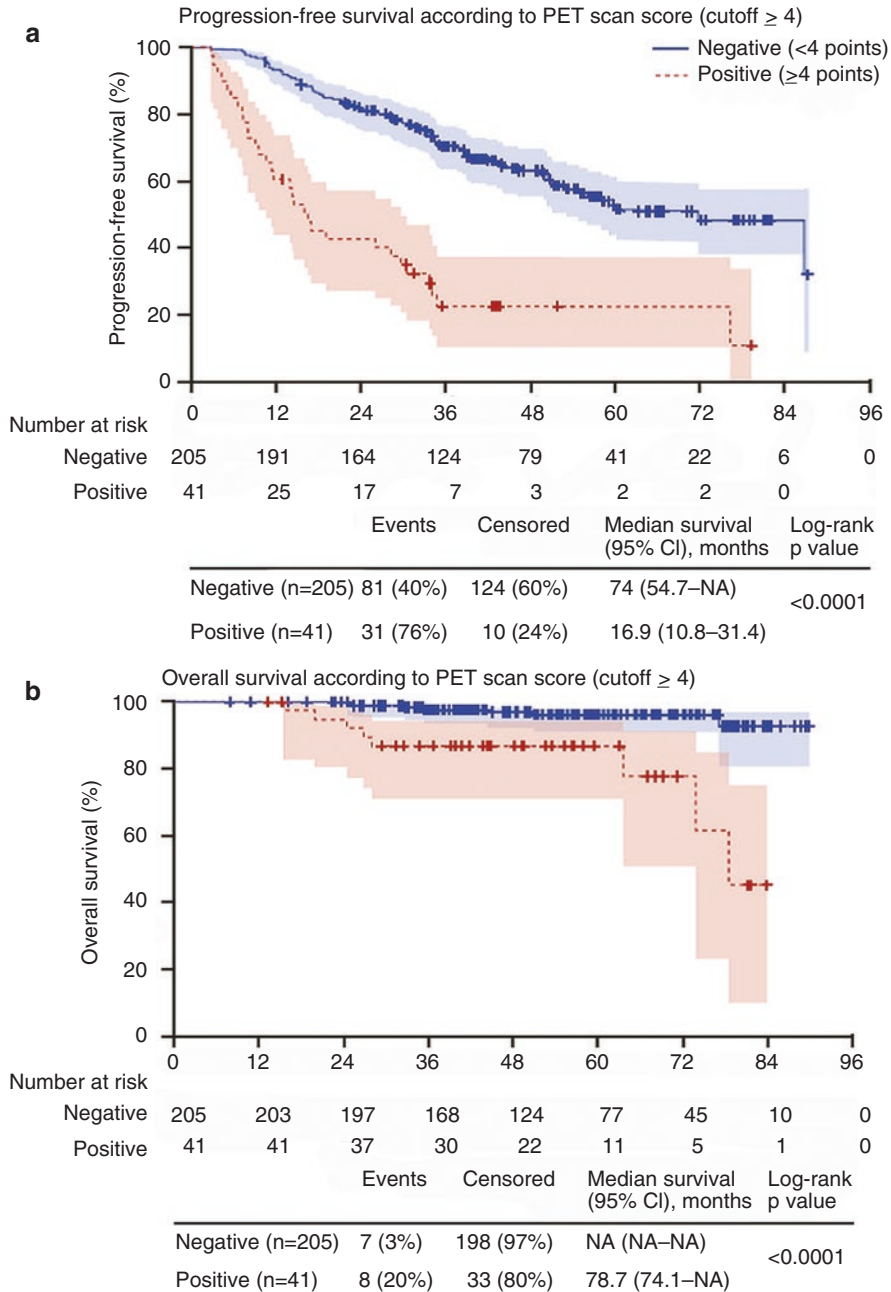 a
Progression-free survival according to PET scan score (cutoff ≥ 4)
Negative (<4 points)
Positive (≥4 points)
Progression-free survival (%)
100
80
60
40
20
0
0 12 24 36 48 60 72 84 96
Number at risk
Negative 205 191 164 124 79 41 22 6 0
Positive 41 25 17 7 3 2 2 0
Events Censored Median survival (95% CI), months Log-rank p value
Negative (n=205) 81 (40%) 124 (60%) 74 (54.7–NA)
<0.0001
Positive (n=41) 31 (76%) 10 (24%) 16.9 (10.8–31.4)
b
Overall survival according to PET scan score (cutoff ≥ 4)
Overall survival (%)
100
80
60
40
20
0
0 12 24 36 48 60 72 84 96
Number at risk
Negative 205 203 197 168 124 77 45 10 0
Positive 41 41 37 30 22 11 5 1 0
Events Censored Median survival (95% CI), months Log-rank p value
Negative (n=205) 7 (3%) 198 (97%) NA (NA–NA)
<0.0001
Positive (n=41) 8 (20%) 33 (80%) 78.7 (74.1–NA)